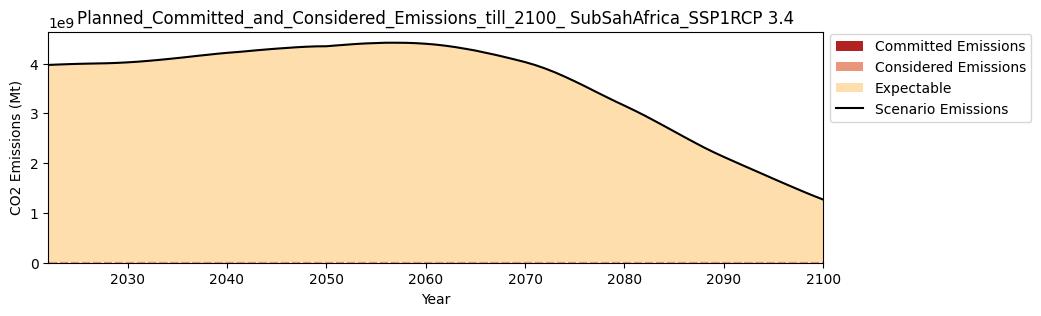 Planned_Committed_and_Considered_Emissions_till_2100_ SubSahAfrica_SSP1RCP 3.4
1e9
4
3
2
1
0
CO2 Emissions (Mt)
2030 2040 2050 2060 2070 2080 2090 2100
Year
Committed Emissions
Considered Emissions
Expectable
Scenario Emissions